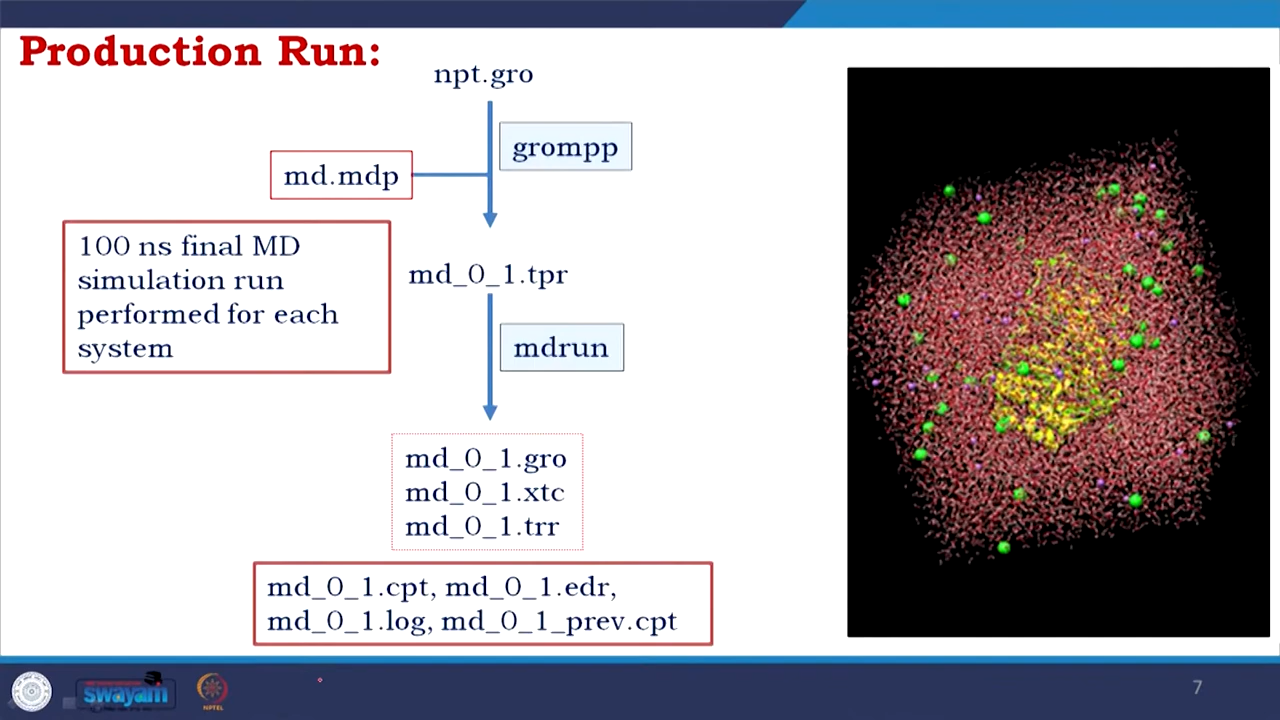 Production Run:
npt.gro
grompp
md.mdp
100 ns final MD
simulation run
performed for each
system
md_0_1.tpr
mdrun
md_0_1.gro
md_0_1.xtc
md_0_1.trr
md_0_1.cpt, md_0_1.edr,
md_0_1.log, md_0_1_prev.cpt
swayam
NPTEL
7